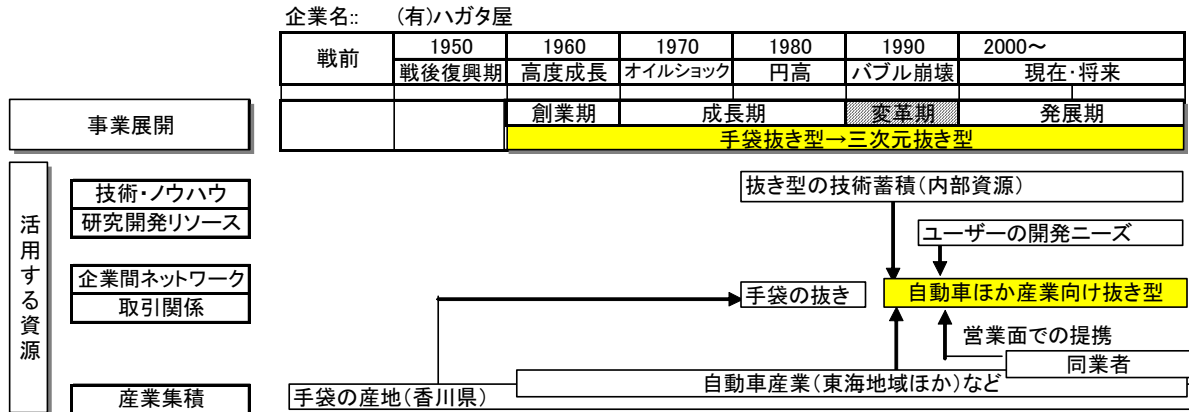 企業名:: (有)ハガタ屋
戦前 1950 1960 1970 1980 1990 2000〜
戦後復興期 高度成長 オイルショック 円高 バブル崩壊 現在・将来
事業展開 創業期 成長期 変革期 発展期
手袋抜き型→三次元抜き型
活用する資源
技術・ノウハウ
研究開発リソース
抜き型の技術蓄積(内部資源)
ユーザーの開発ニーズ
企業間ネットワーク
取引関係
手袋の抜き
自動車ほか産業向け抜き型
営業面での提携
同業者
産業集積
手袋の産地(香川県)
自動車産業(東海地域ほか)など